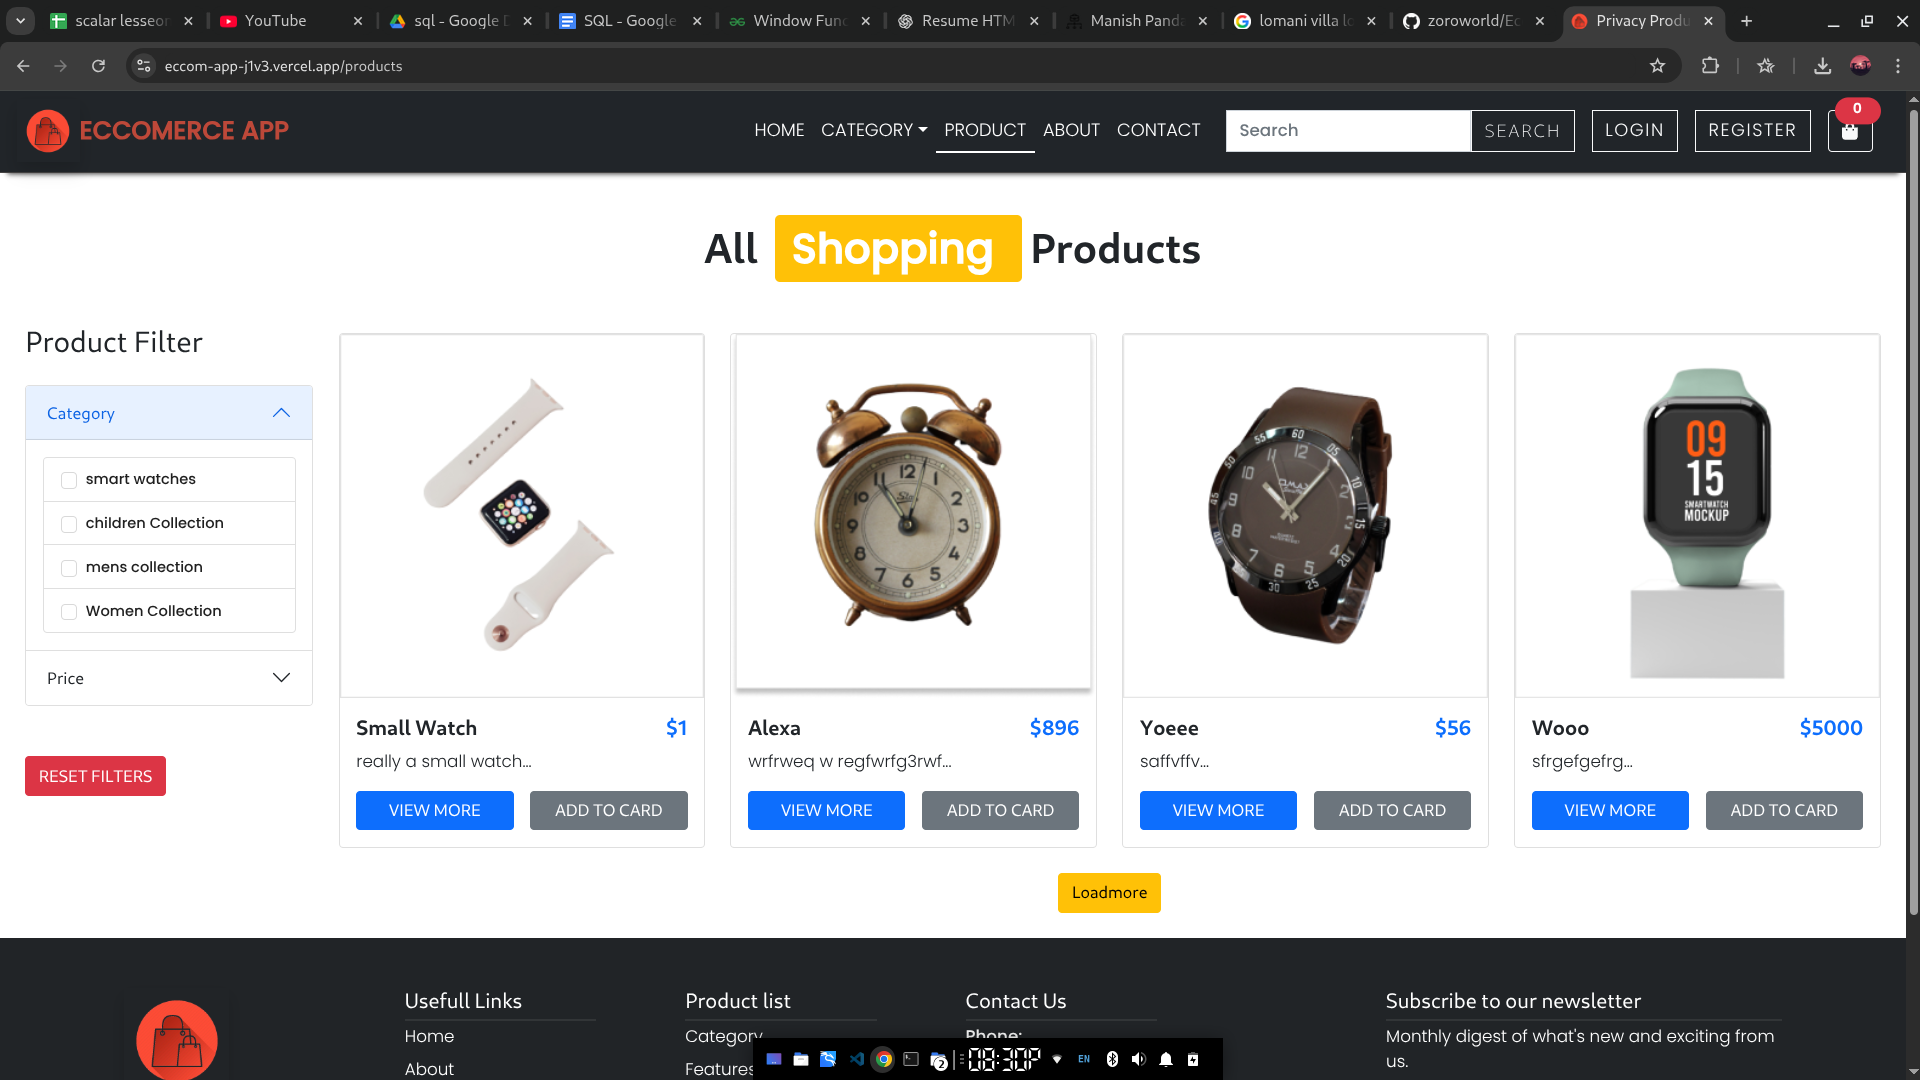 scalar lesseo
YouTube
sql - Google D
SQL - Google
Window Fun
Resume HTM
Manish Panda
lomani villa lo
zoroworld/Ec
Privacy Produ
eccom-app-j1v3.vercel.app/products
ECCOMERCE APP
HOME
CATEGORY
PRODUCT
ABOUT
CONTACT
Search
SEARCH
LOGIN
REGISTER
0
All Shopping Products
Product Filter
Category
smart watches
children Collection
mens collection
Women Collection
Price
RESET FILTERS
09
15
SMARTWATCH
MOCKUP
Small Watch $1
really a small watch...
VIEW MORE ADD TO CARD
Alexa $896
wrfrweq w regfwrfg3rwf...
VIEW MORE ADD TO CARD
Yoeee $56
saffvffv...
VIEW MORE ADD TO CARD
Wooo $5000
sfrgefgefrg...
VIEW MORE ADD TO CARD
Loadmore
Usefull Links
Home
About
Product list
Category
Features
Contact Us
Phone:
Subscribe to our newsletter
Monthly digest of what's new and exciting from
us.
2
EN